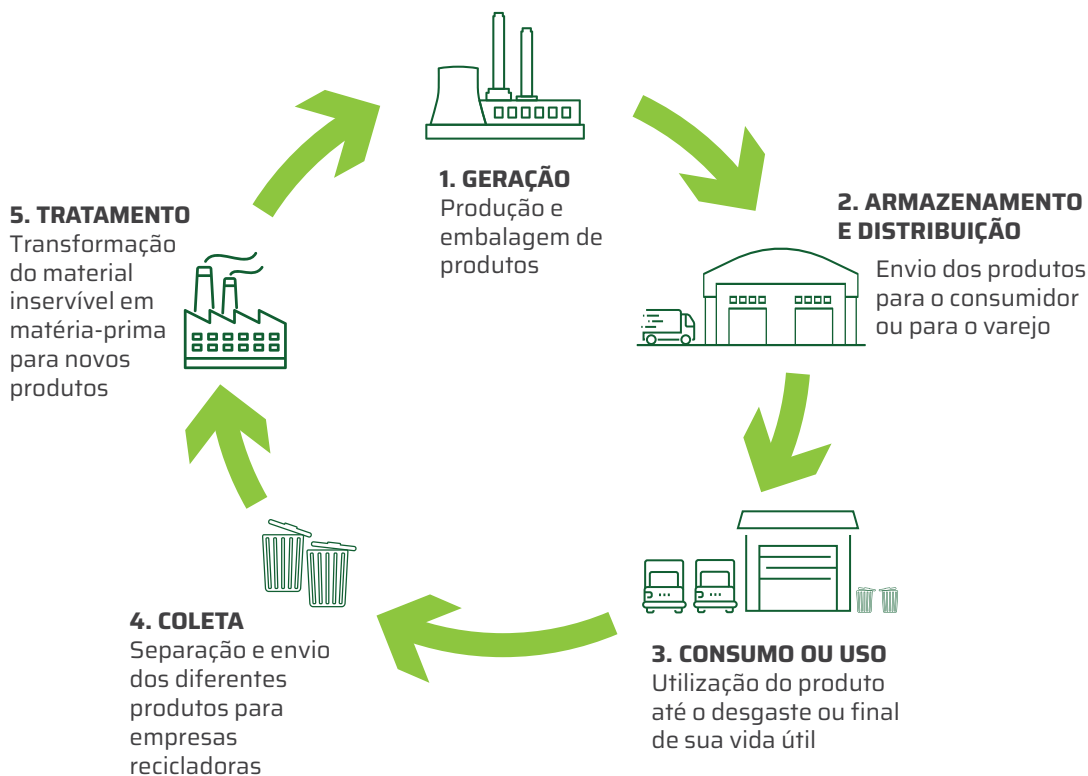 1. GERAÇÃO
Produção e
embalagem de
produtos
2. ARMAZENAMENTO
E DISTRIBUIÇÃO
Envio dos produtos
para o consumidor
ou para o varejo
3. CONSUMO OU USO
Utilização do produto
até o desgaste ou final
de sua vida útil
4. COLETA
Separação e envio
dos diferentes
produtos para
empresas
recicladoras
5. TRATAMENTO
Transformação
do material
inservível em
matéria-prima
para novos
produtos